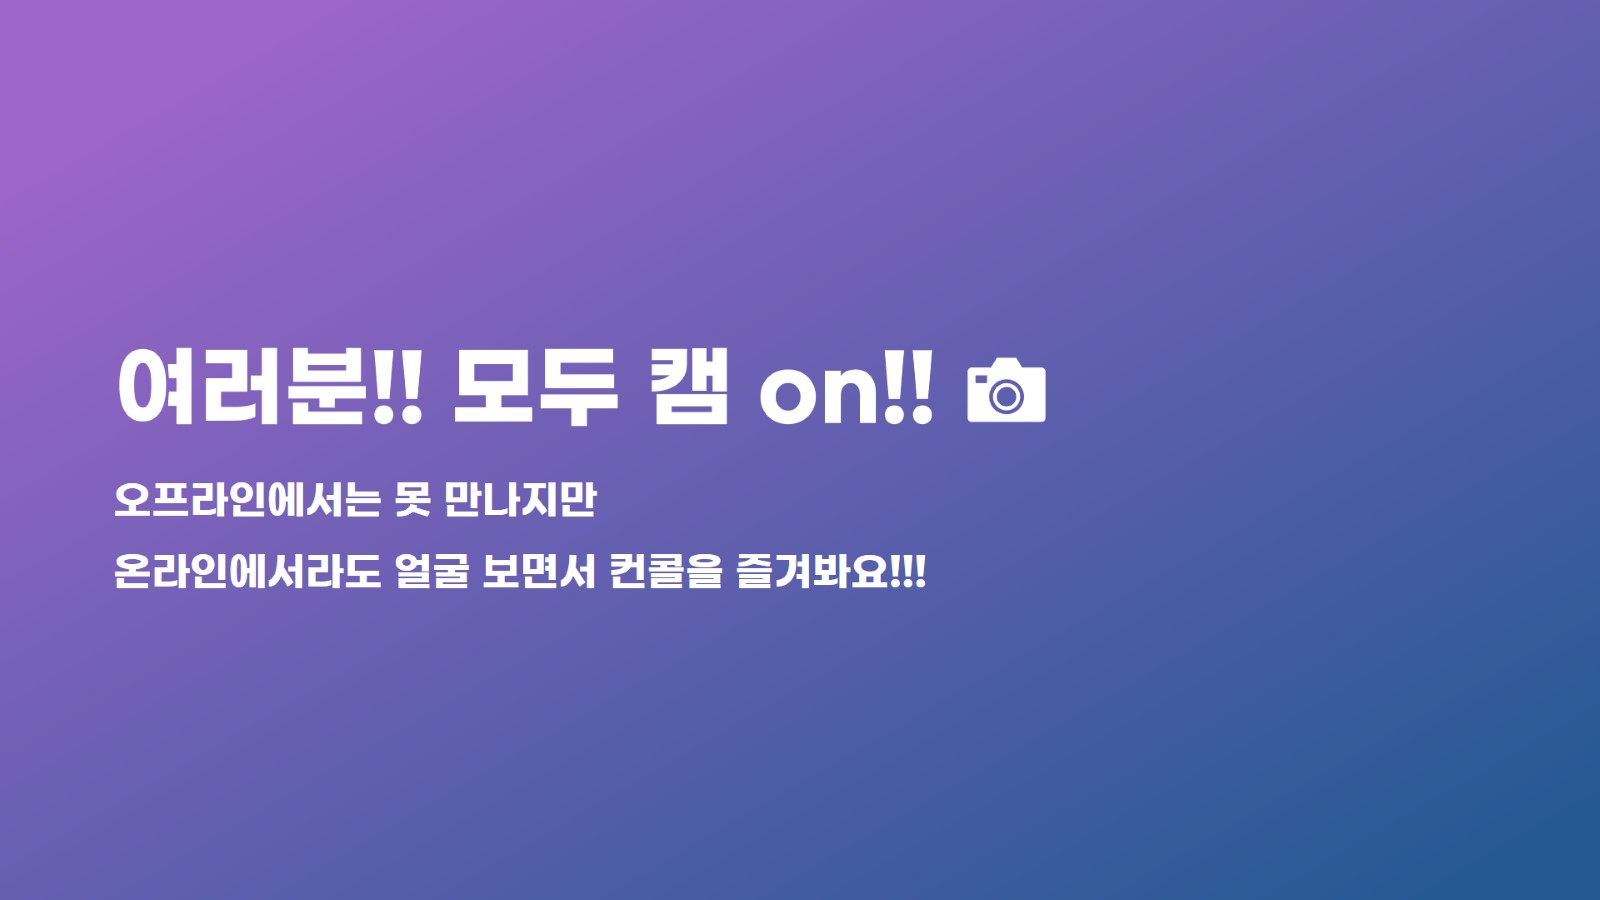 여러분!! 모두 캠 on!! 📷
오프라인에서는 못 만나지만
온라인에서라도 얼굴 보면서 컨콜을 즐겨봐요!!!